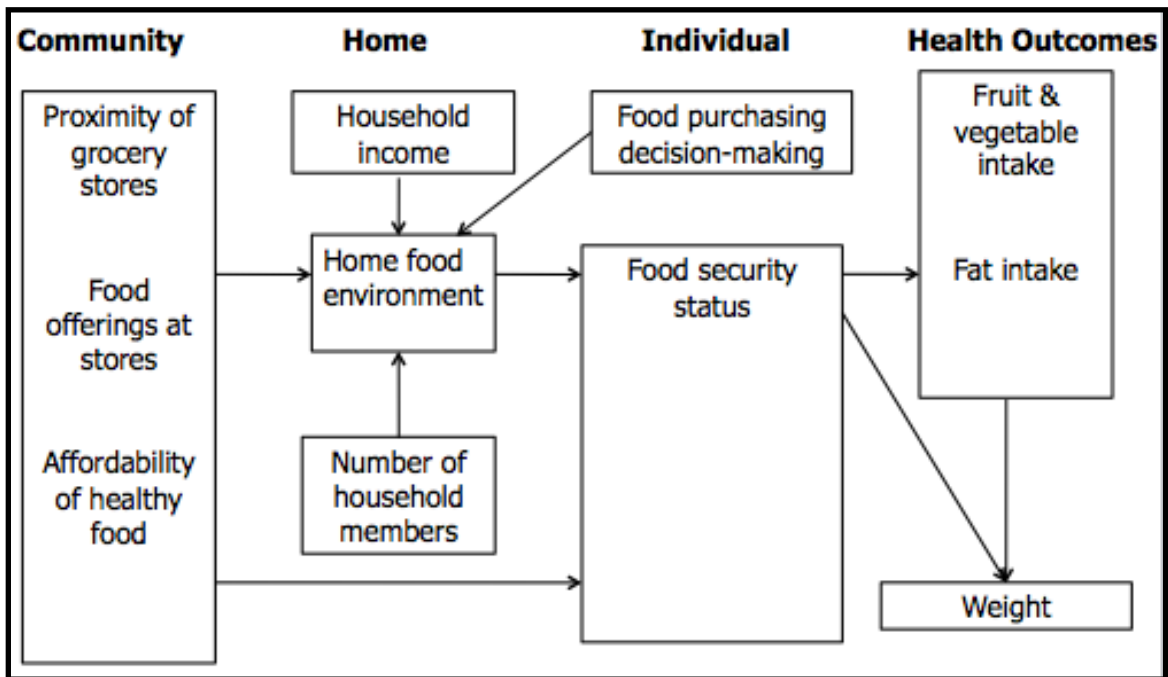 Community
Home
Individual
Health Outcomes
Proximity of
grocery
stores
Food
offerings at
stores
Affordability
of healthy
food
Household
income
Home food
environment
Number of
household
members
Food purchasing
decision-making
Food security
status
Fruit &
vegetable
intake
Fat intake
Weight